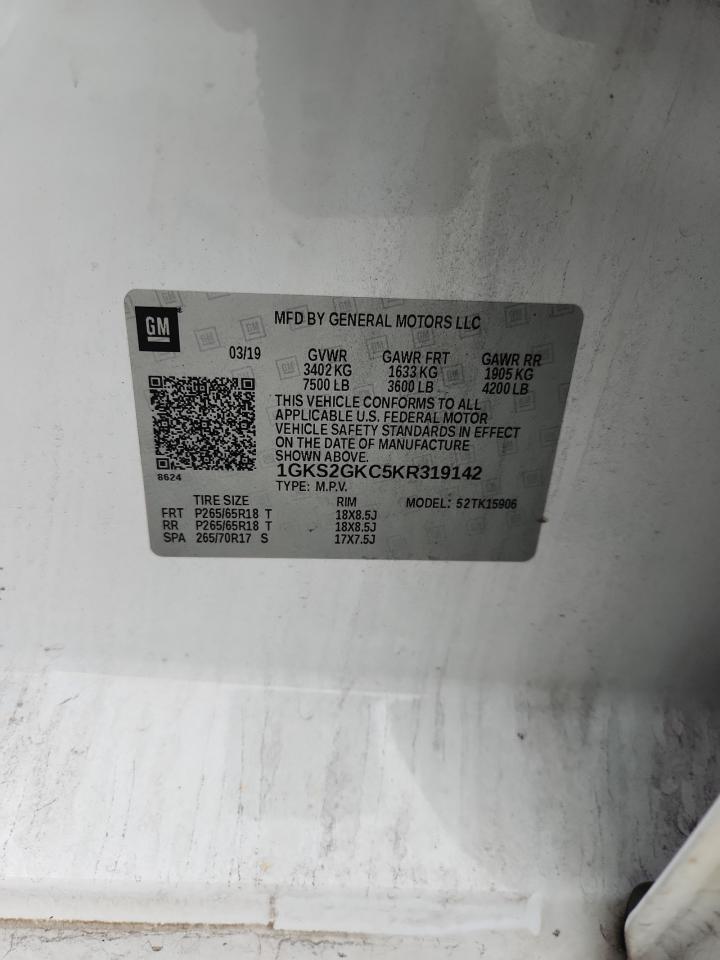 GM
MFD BY GENERAL MOTORS LLC
03/19 GVWR GAWR FRT GAWR RR
3402 KG 1633 KG 1905 KG
7500 LB 3600 LB 4200 LB
THIS VEHICLE CONFORMS TO ALL
APPLICABLE U.S. FEDERAL MOTOR
VEHICLE SAFETY STANDARDS IN EFFECT
ON THE DATE OF MANUFACTURE
SHOWN ABOVE.
8624
1GKS2GKC5KR319142
TYPE: M.P.V. MODEL: 52TK15906
TIRE SIZE RIM
FRT P265/65R18 T 18X8.5J
RR P265/65R18 T 18X8.5J
SPA 265/70R17 S 17X7.5J